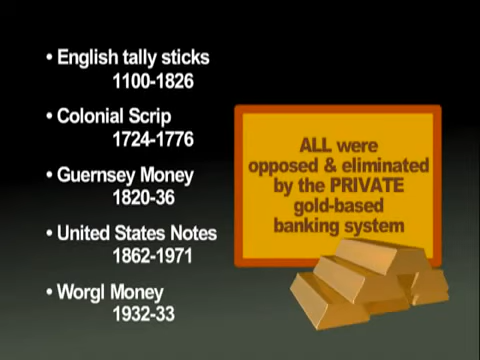 • English tally sticks
1100-1826
• Colonial Scrip
1724-1776
• Guernsey Money
1820-36
• United States Notes
1862-1971
• Worgl Money
1932-33
ALL were
opposed & eliminated
by the PRIVATE
gold-based
banking system